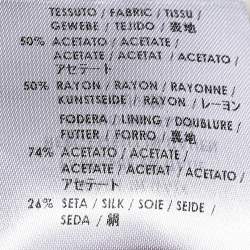 TESSUTO / FABRIC / TISSU /
GEWEBE / TEJIDO / 表地
50% ACETATO / ACETATE /
ACETATE / ACETAT / ACETATO /
アセテート
50% RAYON / RAYON / RAYONNE /
KUNSTSEIDE / RAYON / レーヨン
FODERA / LINING / DOUBLURE /
FUTTER / FORRO / 裏地
74% ACETATO / ACETATE /
ACETATE / ACETAT / ACETATO /
アセテート
26% SETA / SILK / SOIE / SEIDE /
SEDA / 絹